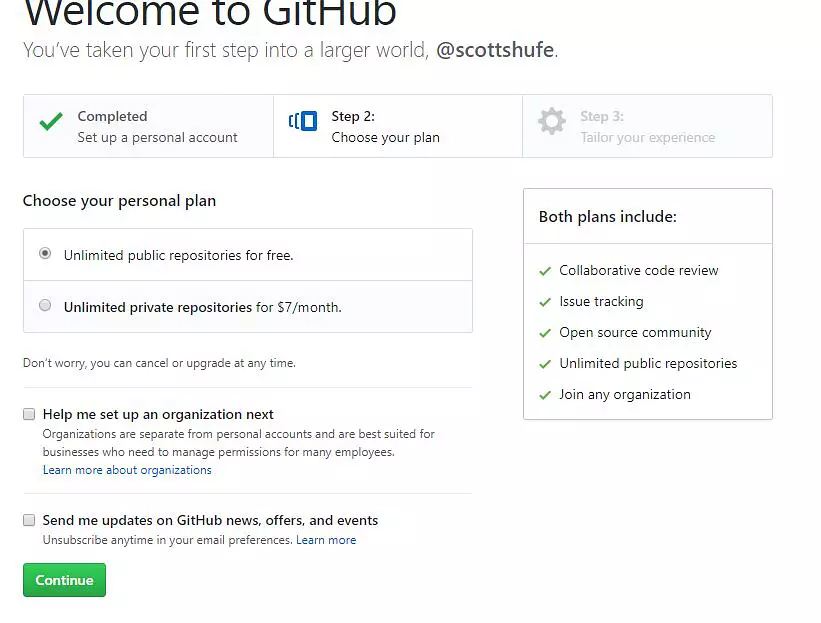 Welcome to GitHub
You've taken your first step into a larger world, @scottshufe.
Completed
Set up a personal account
Step 2:
Choose your plan
Step 3:
Tailor your experience
Choose your personal plan
Unlimited public repositories for free.
Unlimited private repositories for $7/month.
Don't worry, you can cancel or upgrade at any time.
Help me set up an organization next
Organizations are separate from personal accounts and are best suited for
businesses who need to manage permissions for many employees.
Learn more about organizations
Send me updates on GitHub news, offers, and events
Unsubscribe anytime in your email preferences. Learn more
Continue
Both plans include:
Collaborative code review
Issue tracking
Open source community
Unlimited public repositories
Join any organization